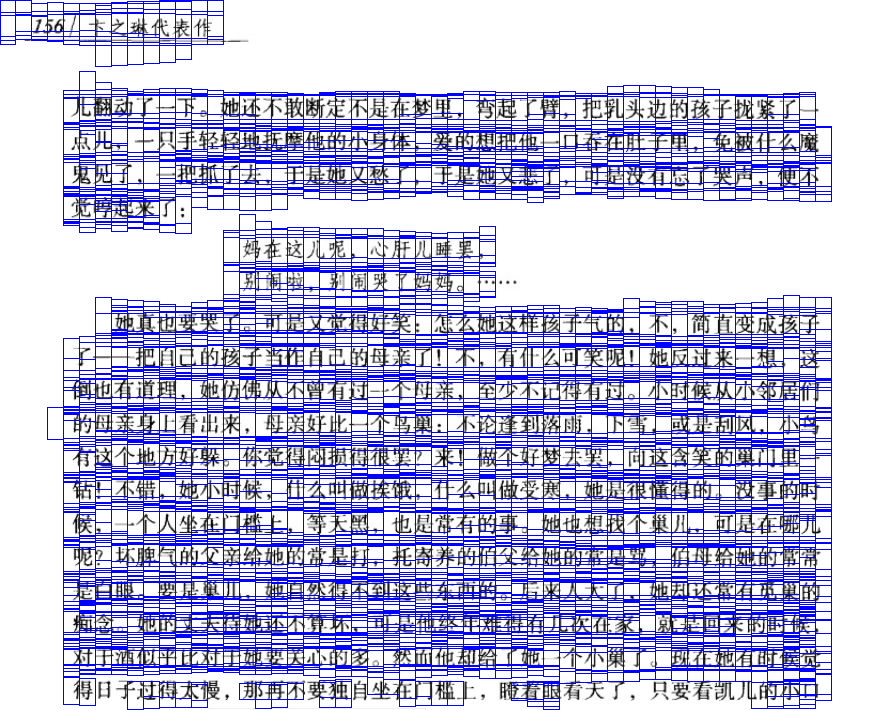 156/ 卞之琳代表作
儿翻动了一下。她还不敢断定不是在梦里，弯起了臂，把乳头边的孩子拢紧了一
点儿，一只手轻轻地抚摩他的小身体，爱的想把他一口吞在肚子里，免被什么魔
鬼见了，一把抓了去，于是她又愁了，于是她又悲了，可是没有忘了哭声，便不
觉哼起来了：
妈在这儿呢，心肝儿睡罢，
别闹啦，别闹哭了妈妈。……
她真也要哭了。可是又觉得好笑：怎么她这样孩子气的，不，简直变成孩子
了——把自己的孩子当作自己的母亲了！不，有什么可笑呢！她反过来一想，这
倒也有道理，她仿佛从不曾有过一个母亲，至少不记得有过。小时候从小邻居们
的母亲身上看出来，母亲好比一个鸟巢：不论逢到落雨，下雪，或是刮风，小鸟
有这个地方好躲。你觉得闷损得很罢？来！做个好梦去罢，向这含笑的巢门里
钻！不错，她小时候，什么叫做挨饿，什么叫做受寒，她是很懂得的。没事的时
候，一个人坐在门槛上，等天黑，也是常有的事。她也想找个巢儿，可是在哪儿
呢？坏脾气的父亲给她的常是打，托寄养的伯父给她的常是骂，伯母给她的常常
是白眼。要是巢儿，她自然得不到这些东西的。后来人大了，她却还常有觅巢的
痴念。她的丈夫待她还不算坏，可是他终年难得有几次在家，就是回来的时候，
对于酒似乎比对于她要关心的多。然而他却给了她一个小巢了。现在她有时候觉
得日子过得太慢，那再不要独自坐在门槛上，瞪着眼看天了，只要看凯儿的小口